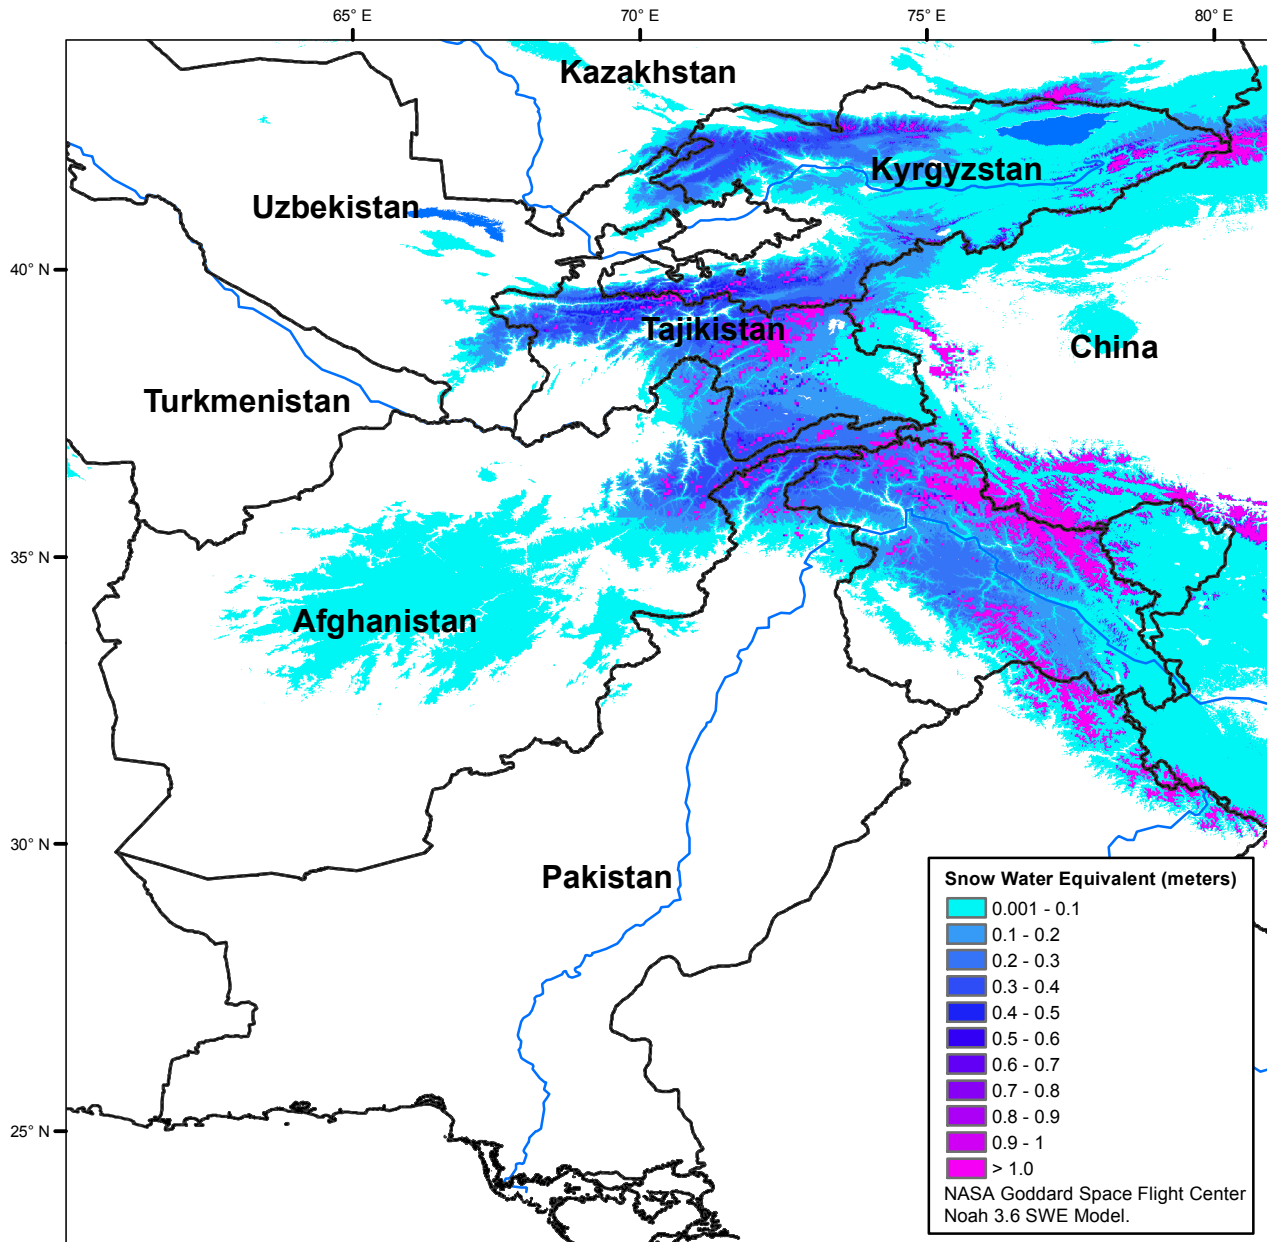 65° E
70° E
75° E
80° E
Kazakhstan
Kyrgyzstan
Uzbekistan
40° N
Tajikistan
China
Turkmenistan
35° N
Afghanistan
30° N
Pakistan
25° N
Snow Water Equivalent (meters)
0.001 - 0.1
0.1 - 0.2
0.2 - 0.3
0.3 - 0.4
0.4 - 0.5
0.5 - 0.6
0.6 - 0.7
0.7 - 0.8
0.8 - 0.9
0.9 - 1
> 1.0
NASA Goddard Space Flight Center
Noah 3.6 SWE Model.